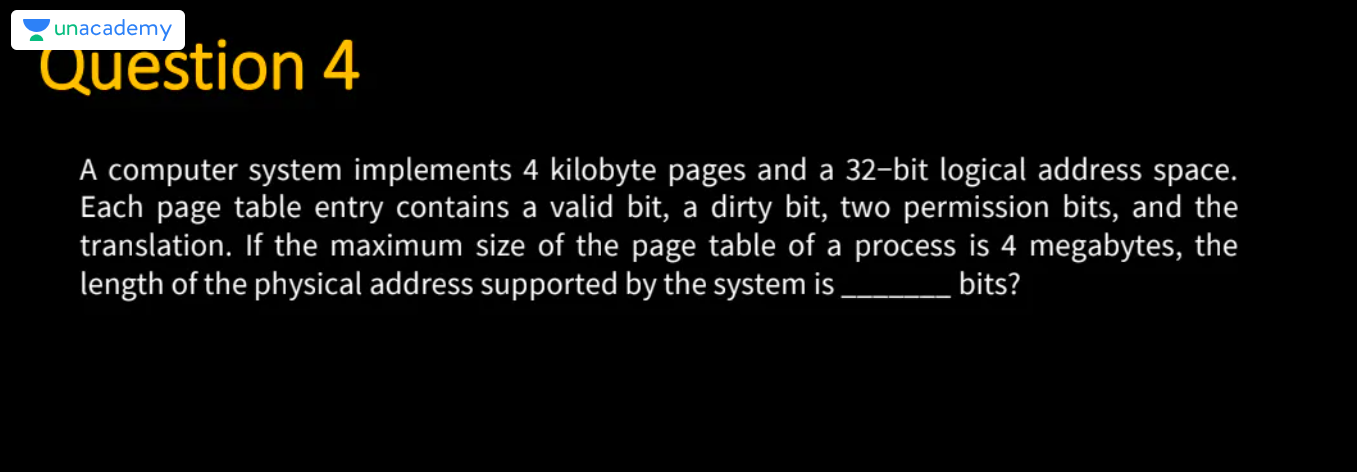 unacademy
Question 4
A computer system implements 4 kilobyte pages and a 32−bit logical address space.
Each page table entry contains a valid bit, a dirty bit, two permission bits, and the
translation. If the maximum size of the page table of a process is 4 megabytes, the
length of the physical address supported by the system is _______ bits?